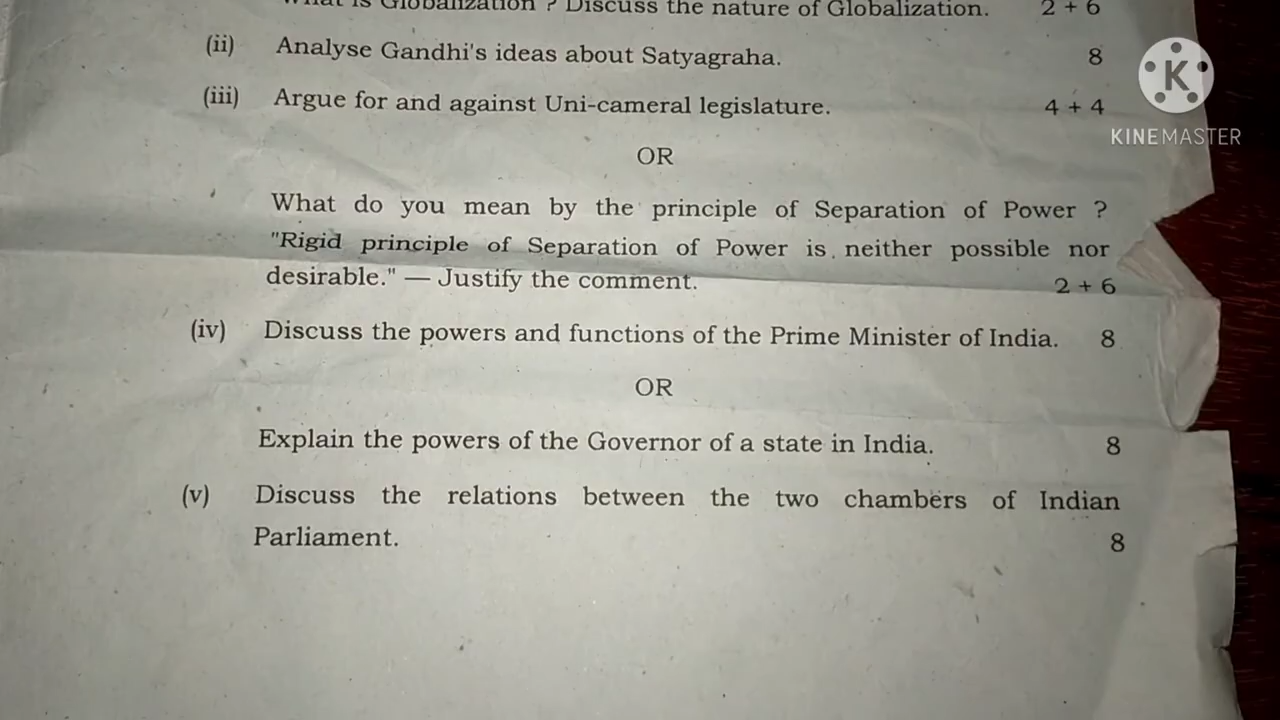 What is Globalization ? Discuss the nature of Globalization. 2 + 6
(ii) Analyse Gandhi's ideas about Satyagraha. 8
(iii) Argue for and against Uni-cameral legislature. 4 + 4
OR
What do you mean by the principle of Separation of Power ?
"Rigid principle of Separation of Power is neither possible nor
desirable." — Justify the comment. 2 + 6
(iv) Discuss the powers and functions of the Prime Minister of India. 8
OR
Explain the powers of the Governor of a state in India. 8
(v) Discuss the relations between the two chambers of Indian
Parliament. 8
K
KINEMASTER